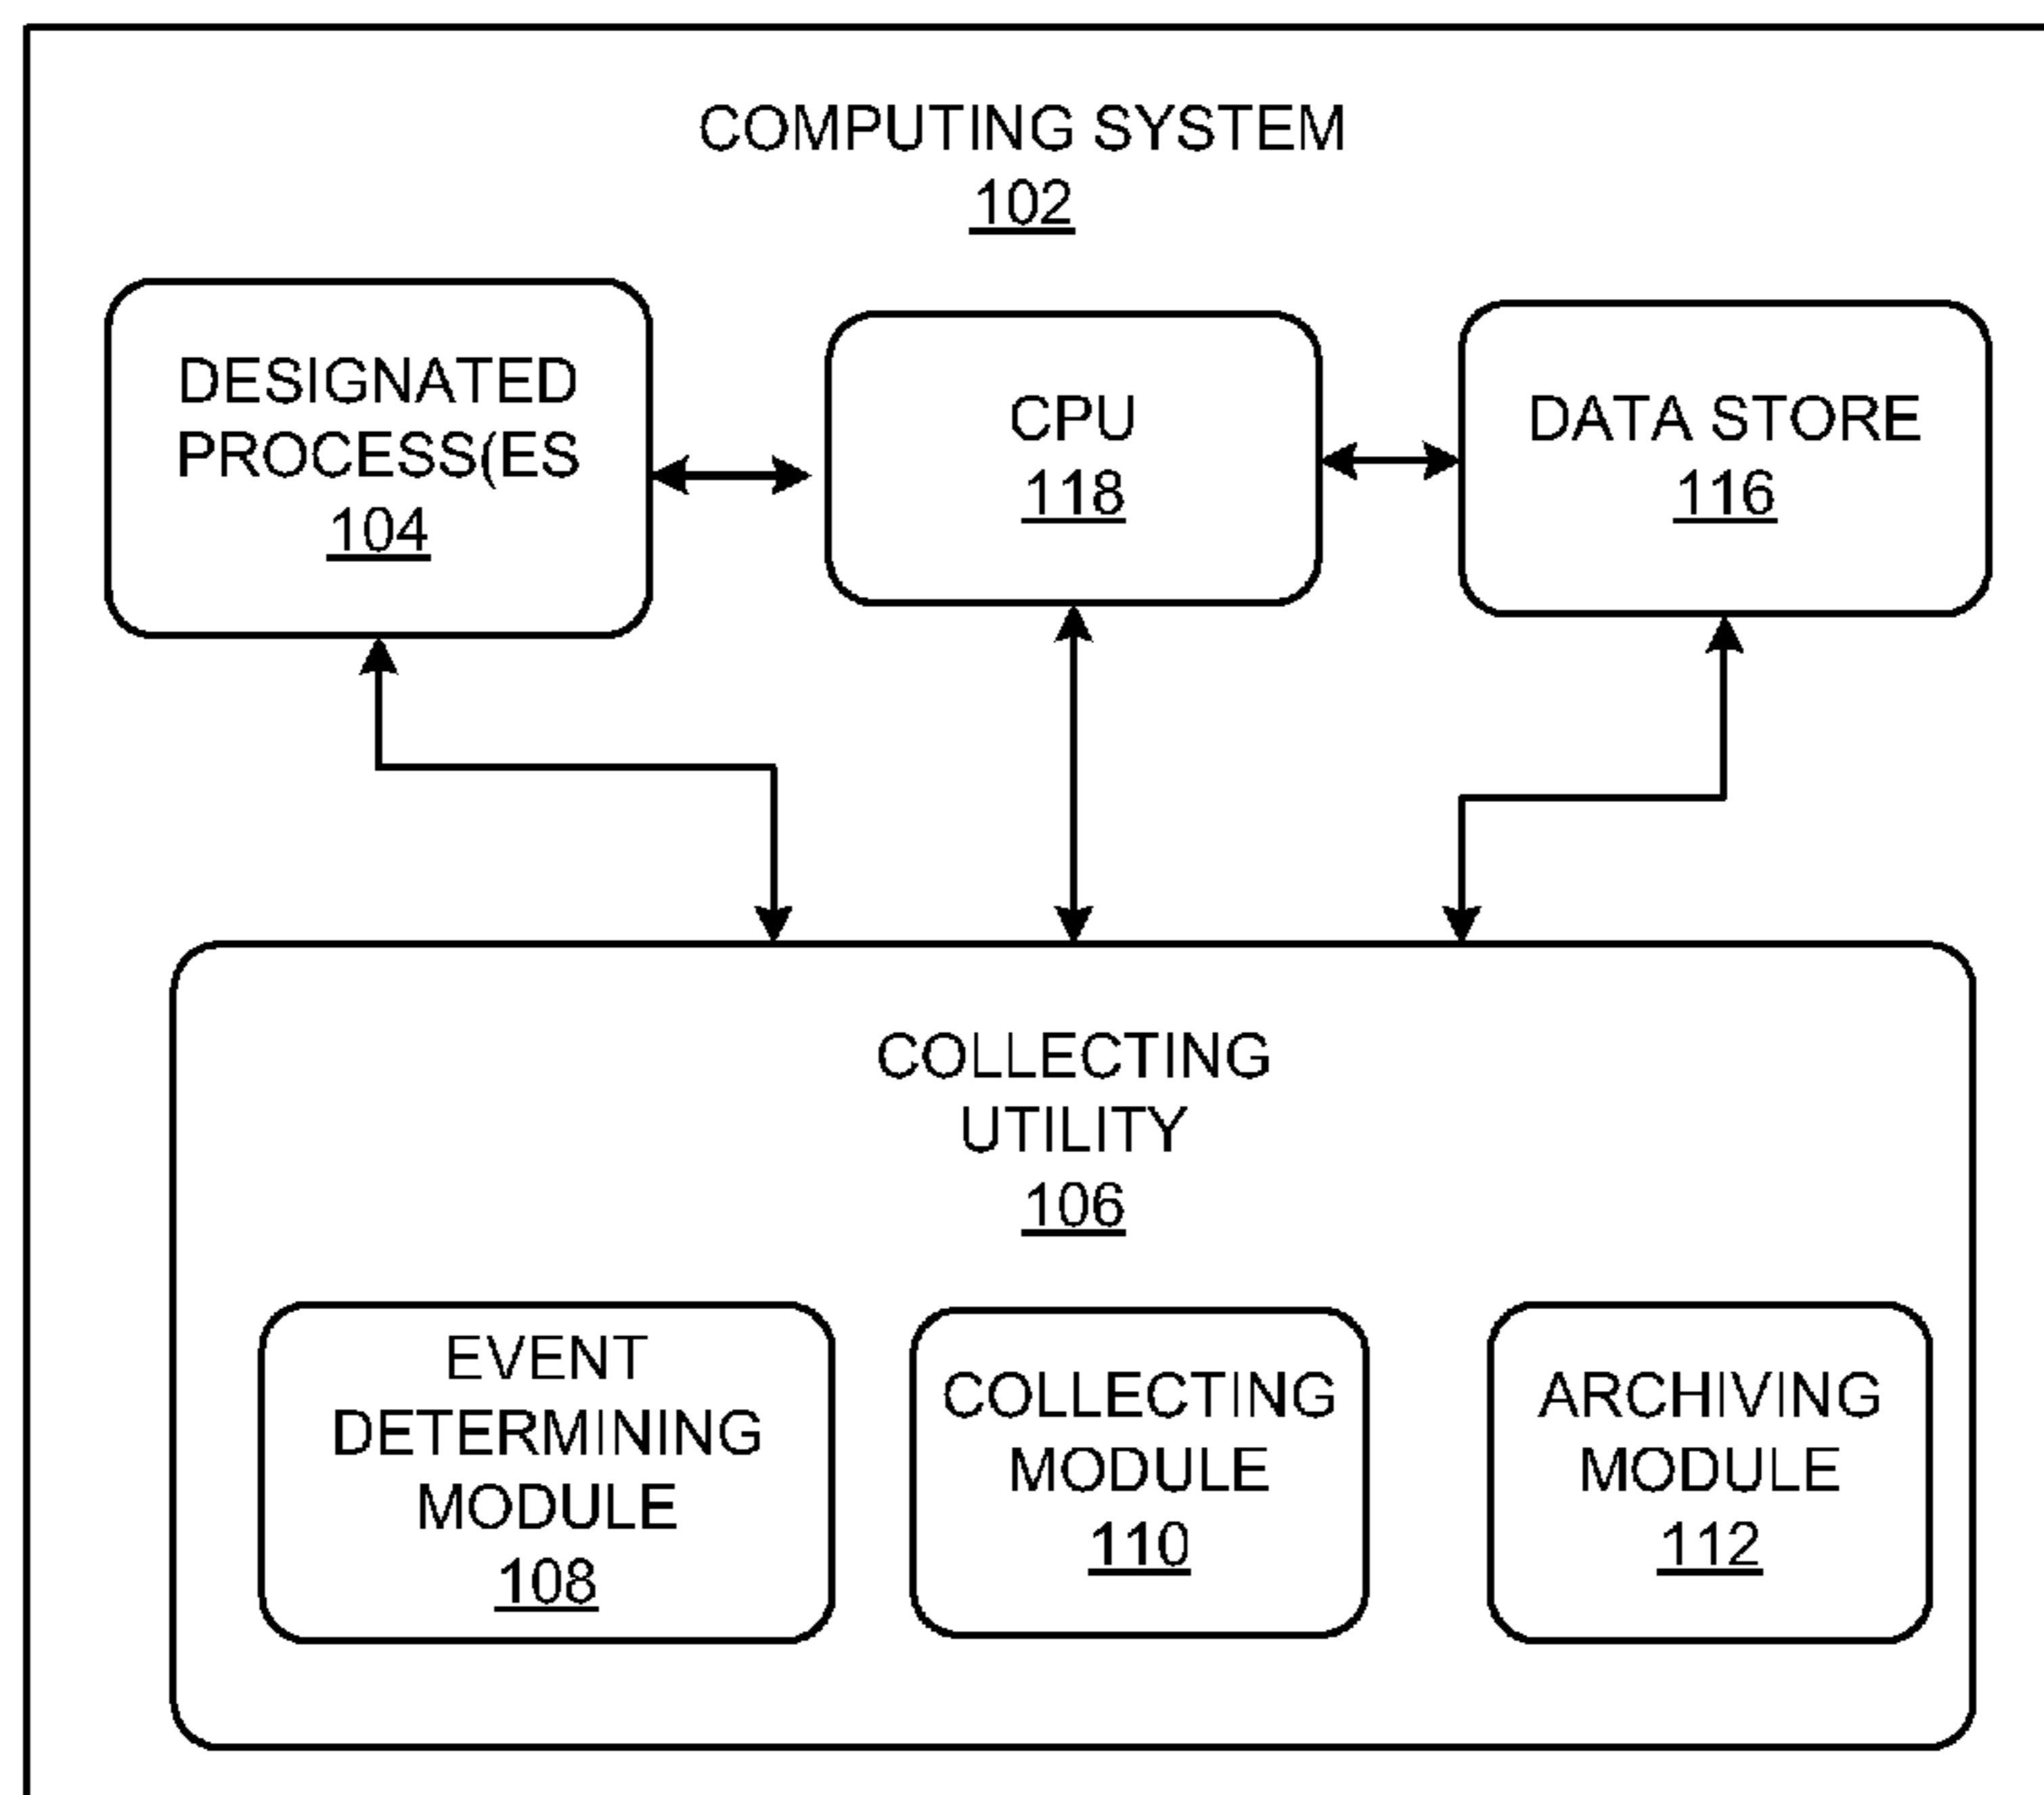 COMPUTING SYSTEM
102
DESIGNATED
PROCESS(ES
104
CPU
118
DATA STORE
116
COLLECTING
UTILITY
106
EVENT
DETERMINING
MODULE
108
COLLECTING
MODULE
110
ARCHIVING
MODULE
112